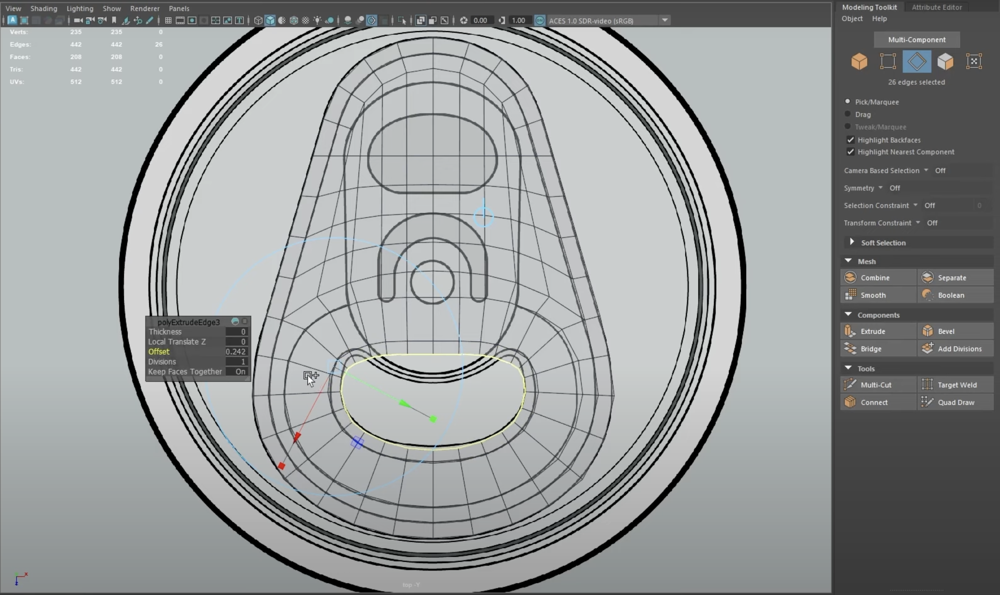 View Shading Lighting Show Renderer Panels
A T 0.00 1.00 ON ACES 1.0 SDR-video (sRGB)
Verts: 235 235 0
Edges: 442 442 26
Faces: 208 208 0
Tris: 442 442 0
UVs: 512 512 0
polyExtrudeEdge3
Thickness 0
Local Translate Z 0
Offset 0.242
Divisions 1
Keep Faces Together On
x
z
top -Y
Modeling Toolkit Attribute Editor
Object Help
Multi-Component
26 edges selected
Pick/Marquee
Drag
Tweak/Marquee
Highlight Backfaces
Highlight Nearest Component
Camera Based Selection Off
Symmetry Off
Selection Constraint Off 0
Transform Constraint Off
Soft Selection
Mesh
Combine Separate
Smooth Boolean
Components
Extrude Bevel
Bridge Add Divisions
Tools
Multi-Cut Target Weld
Connect Quad Draw